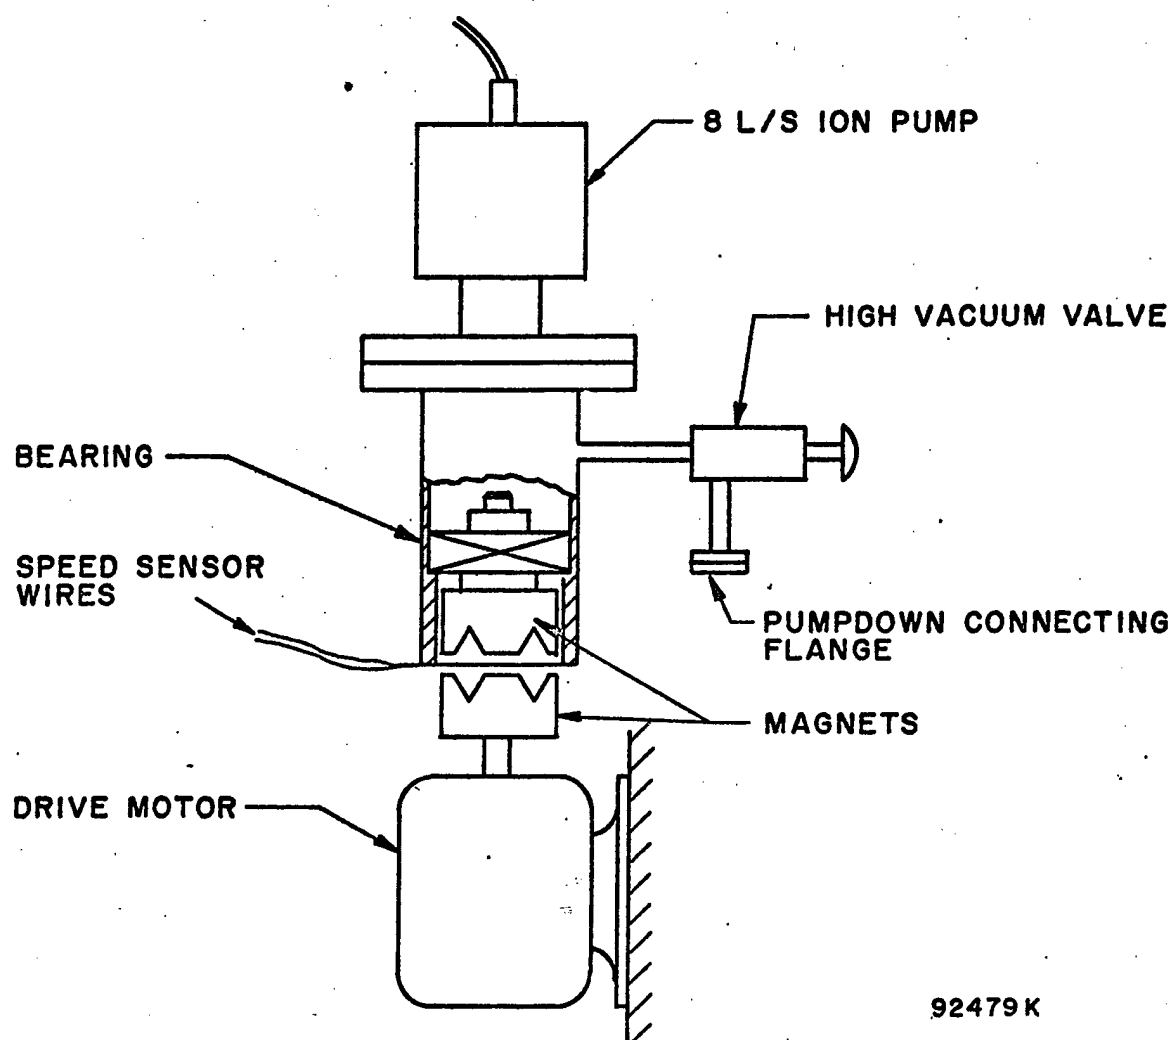 8 L/S ION PUMP
HIGH VACUUM VALVE
BEARING
SPEED SENSOR
WIRES
PUMPDOWN CONNECTING
FLANGE
MAGNETS
DRIVE MOTOR
92479K